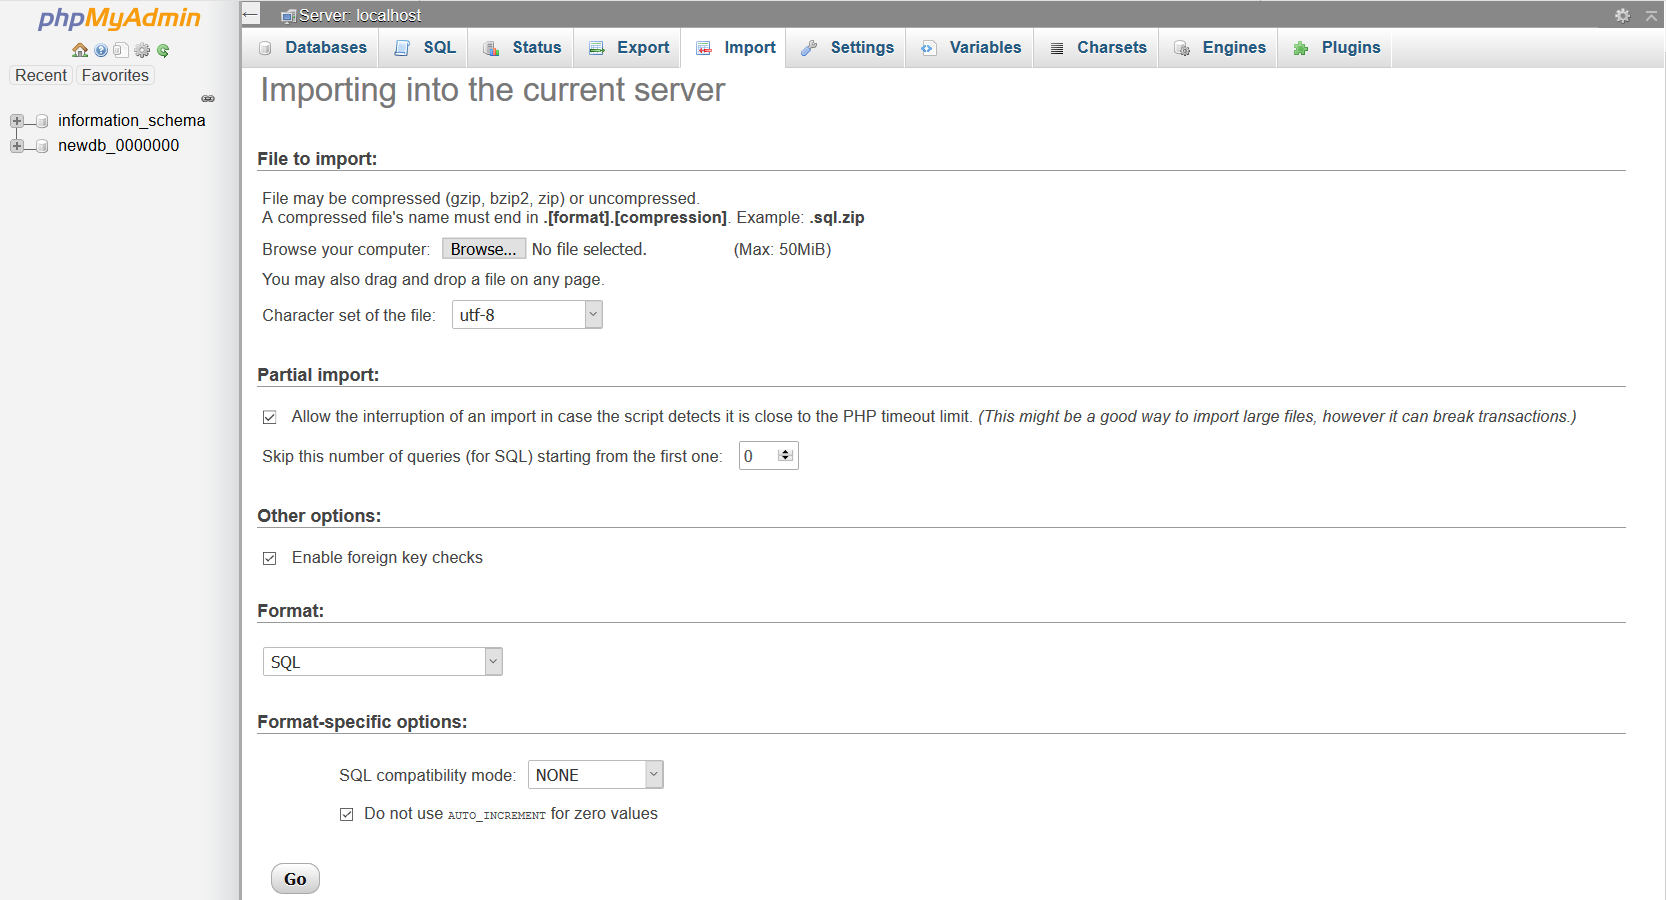 phpMyAdmin
Recent Favorites
information_schema
newdb_0000000
Server: localhost
Databases SQL Status Export Import Settings Variables Charsets Engines Plugins
Importing into the current server
File to import:
File may be compressed (gzip, bzip2, zip) or uncompressed.
A compressed file's name must end in .[format].[compression]. Example: .sql.zip
Browse your computer: Browse... No file selected. (Max: 50MiB)
You may also drag and drop a file on any page.
Character set of the file: utf-8
Partial import:
Allow the interruption of an import in case the script detects it is close to the PHP timeout limit. (This might be a good way to import large files, however it can break transactions.)
Skip this number of queries (for SQL) starting from the first one: 0
Other options:
Enable foreign key checks
Format:
SQL
Format-specific options:
SQL compatibility mode: NONE
Do not use AUTO_INCREMENT for zero values
Go